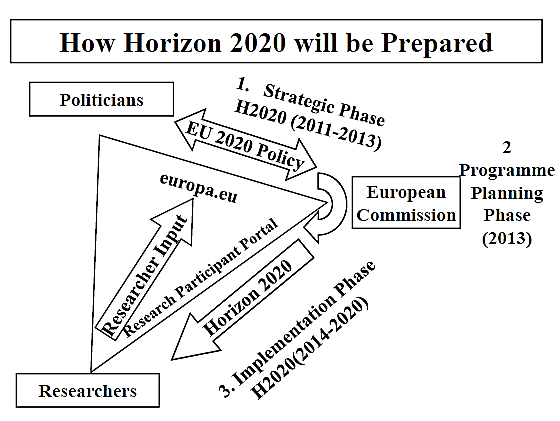 How Horizon 2020 will be Prepared
Politicians
1. Strategic Phase
H2020 (2011-2013)
EU 2020 Policy
europa.eu
2
Programme
Planning
Phase
(2013)
European
Commission
Researcher Input
Research Participant Portal
Horizon 2020
3. Implementation Phase
H2020(2014-2020)
Researchers